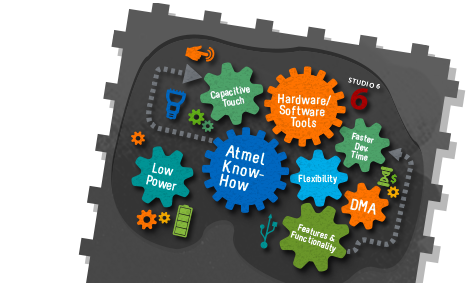 STUDIO 6
6
Capacitive
Touch
Hardware/
Software
Tools
Faster
Dev.
Time
Atmel
Know-
How
Low
Power
Flexibility
$
DMA
Features &
Functionality